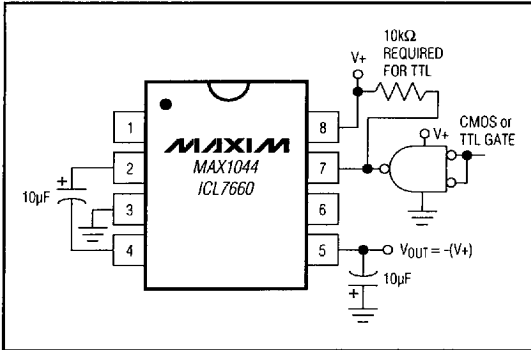 10kΩ
REQUIRED
FOR TTL
V+
CMOS or
TTL GATE
V+
1
8
MAXIM
MAX1044
ICL7660
2
7
+
10µF
3
6
4
5
VOUT = -(V+)
10µF
+